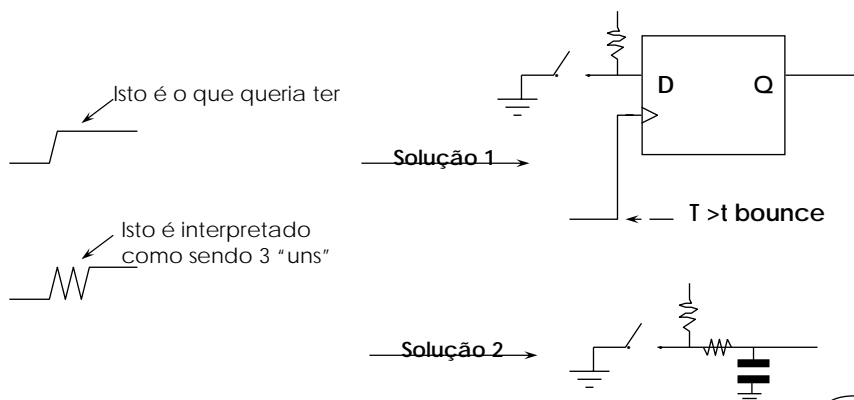 Isto é o que queria ter
D
Q
Solução 1
T >t bounce
Isto é interpretado
como sendo 3 "uns"
Solução 2